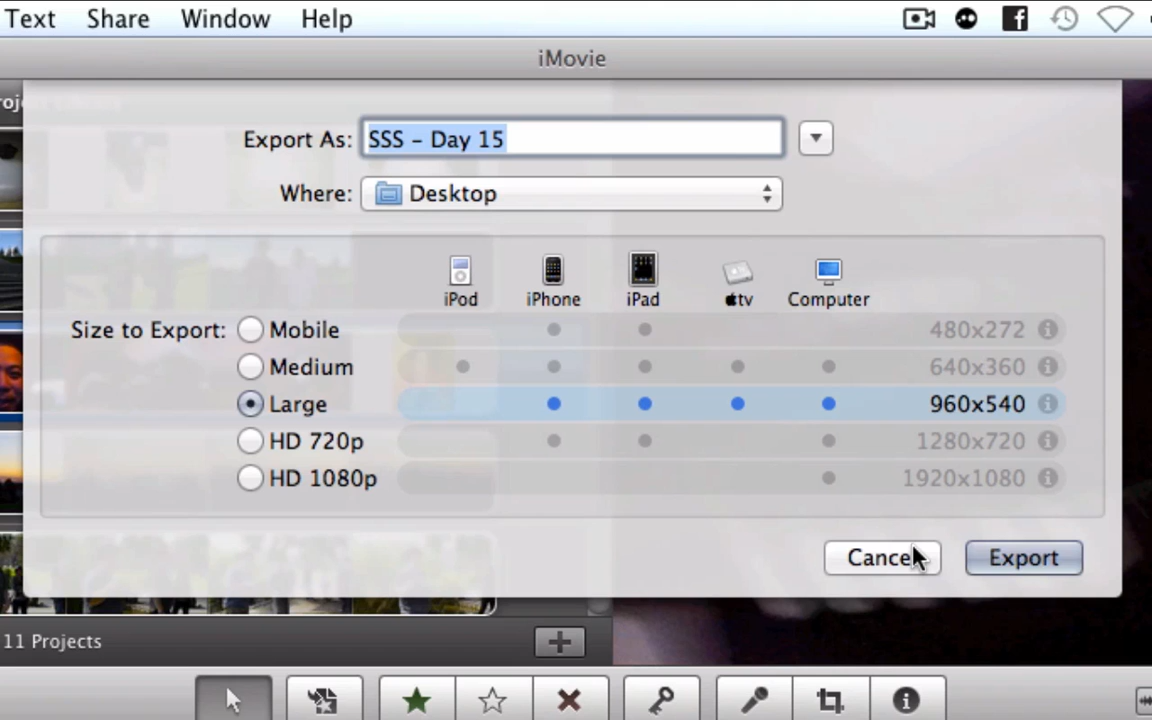 Text Share Window Help
iMovie
Export As: SSS – Day 15
Where: Desktop
iPod iPhone iPad tv Computer
Size to Export: Mobile 480x272
Medium 640x360
Large 960x540
HD 720p 1280x720
HD 1080p 1920x1080
Cancel Export
11 Projects